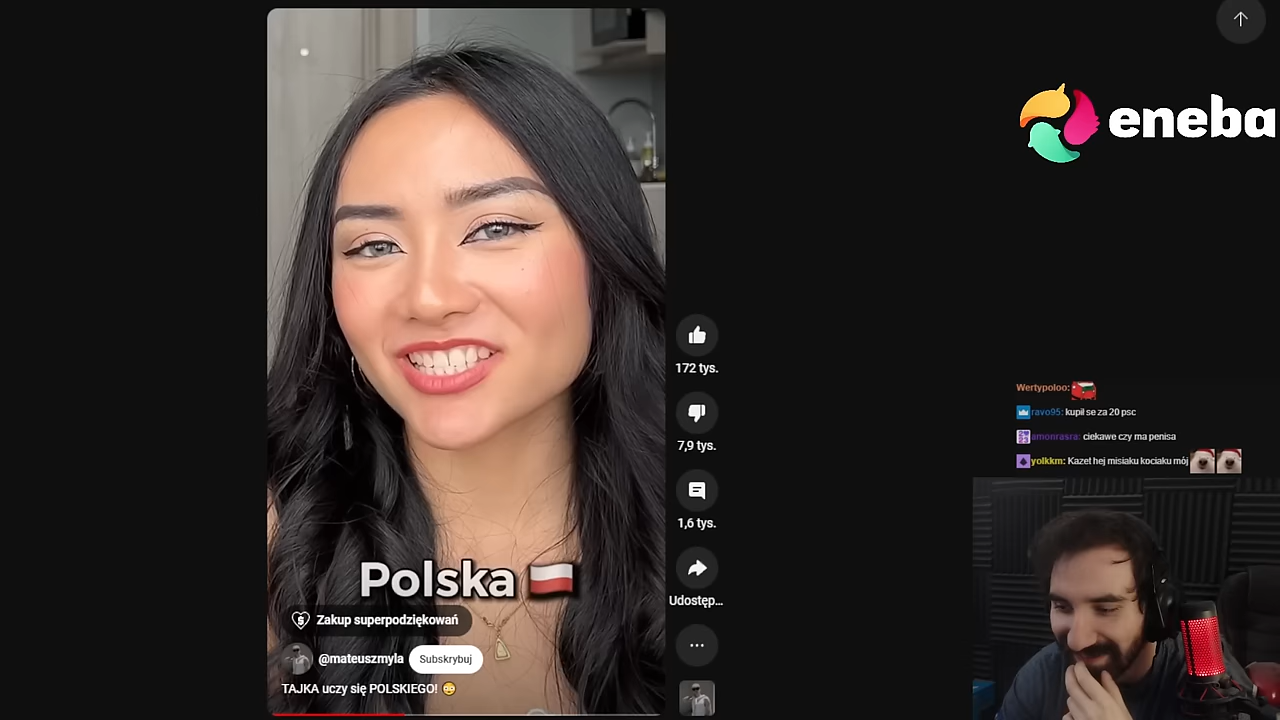 eneba
172 tys.
Wertypoloo:
ravo95: kupił se za 20 psc
7,9 tys.
amonrasra: ciekawe czy ma penisa
yolkkm: Kazet hej misiaku kociaku mój
1,6 tys.
Polska
Udostęp...
Zakup superpodziękowań
@mateuszmyla
Subskrybuj
TAJKA uczy się POLSKIEGO!